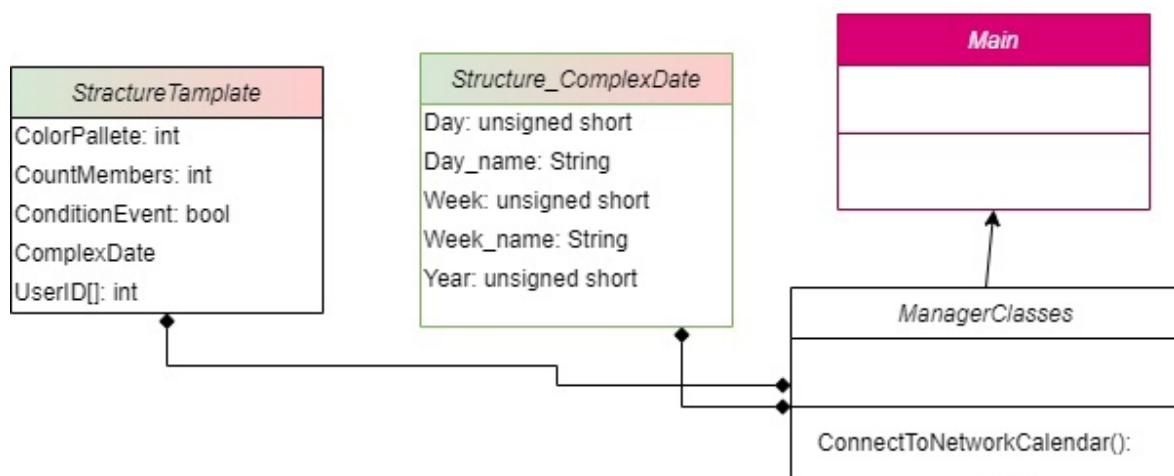 StractureTamplate
ColorPallete: int
CountMembers: int
ConditionEvent: bool
ComplexDate
UserID[]: int
Structure_ComplexDate
Day: unsigned short
Day_name: String
Week: unsigned short
Week_name: String
Year: unsigned short
Main
ManagerClasses
ConnectToNetworkCalendar():